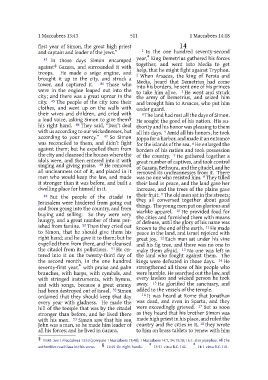 1 Maccabees 13:43
511
1 Maccabees 14:18
first year of Simon, the great high priest
and captain and leader of the Jews."
43 In those days Simon encamped
against Gazara, and surrounded it with
troops. He made a siege engine, and
brought it up to the city, and struck a
tower, and captured it. 44 Those who
were in the engine leaped out into the
city; and there was a great uproar in the
city. 45 The people of the city tore their
clothes, and went up on the walls with
their wives and children, and cried with
a loud voice, asking Simon to give them
his right hand. 46 They said, "Don't deal
with us according to our wickednesses, but
according to your mercy." 47 So Simon
was reconciled to them, and didn't fight
against them; but he expelled them from
the city and cleansed the houses where the
idols were, and then entered into it with
singing and giving praise. 48 He removed
all uncleanness out of it, and placed in it
men who would keep the law, and made
it stronger than it was before, and built a
dwelling place for himself in it.
49 But the people of the citadel in
Jerusalem were hindered from going out
and from going into the country, and from
buying and selling. So they were very
hungry, and a great number of them per-
ished from famine. 50 Then they cried out
to Simon, that he should give them his
right hand; and he gave it to them; but he
expelled them from there, and he cleansed
the citadel from its pollutions. 51 He en-
tered into it on the twenty-third day of
the second month, in the one hundred
seventy-first year, with praise and palm
branches, with harps, with cymbals, and
with stringed instruments, with hymns,
and with songs, because a great enemy
had been destroyed out of Israel. 52 Simon
ordained that they should keep that day
every year with gladness. He made the
hill of the temple that was by the citadel
stronger than before, and he lived there
with his men. 53 Simon saw that his son
John was a man, so he made him leader of
all his forces; and he lived in Gazara.
14
1 In the one hundred seventy-second
year, King Demetrius gathered his forces
together, and went into Media to get
help, that he might fight against Tryphon.
2 When Arsaces, the king of Persia and
Media, heard that Demetrius had come
into his borders, he sent one of his princes
to take him alive. 3 He went and struck
the army of Demetrius, and seized him
and brought him to Arsaces, who put him
under guard.
4 The land had rest all the days of Simon.
He sought the good of his nation. His au-
thority and his honor was pleasing to them
all his days. 5 Amid all his honors, he took
Joppa for a harbor, and made it an entrance
for the islands of the sea. 6 He enlarged the
borders of his nation and took possession
of the country. 7 He gathered together a
great number of captives, and took control
of Gazara, Bethsura, and the citadel. He
removed its uncleannesses from it. There
was no one who resisted him. 8 They tilled
their land in peace, and the land gave her
increase, and the trees of the plains gave
their fruit. 9 The old men sat in the streets;
they all conversed together about good
things. The young men put on glorious and
warlike apparel. 10 He provided food for
the cities and furnished them with means
of defense, until the glory of his name was
known to the end of the earth. 11 He made
peace in the land, and Israel rejoiced with
great joy. 12 Each man sat under his vine
and his fig tree, and there was no one to
make them afraid. 13 No one was left in
the land who fought against them. The
kings were defeated in those days. 14 He
strengthened all those of his people who
were humble. He searched out the law, and
every lawless and wicked person he took
away. 15 He glorified the sanctuary, and
added to the vessels of the temple.
16 It was heard at Rome that Jonathan
was dead, and even in Sparta, and they
were exceedingly grieved. 17 But as soon
as they heard that his brother Simon was
made high priest in his place, and ruled the
country and the cities in it, 18 they wrote
to him on brass tablets to renew with him